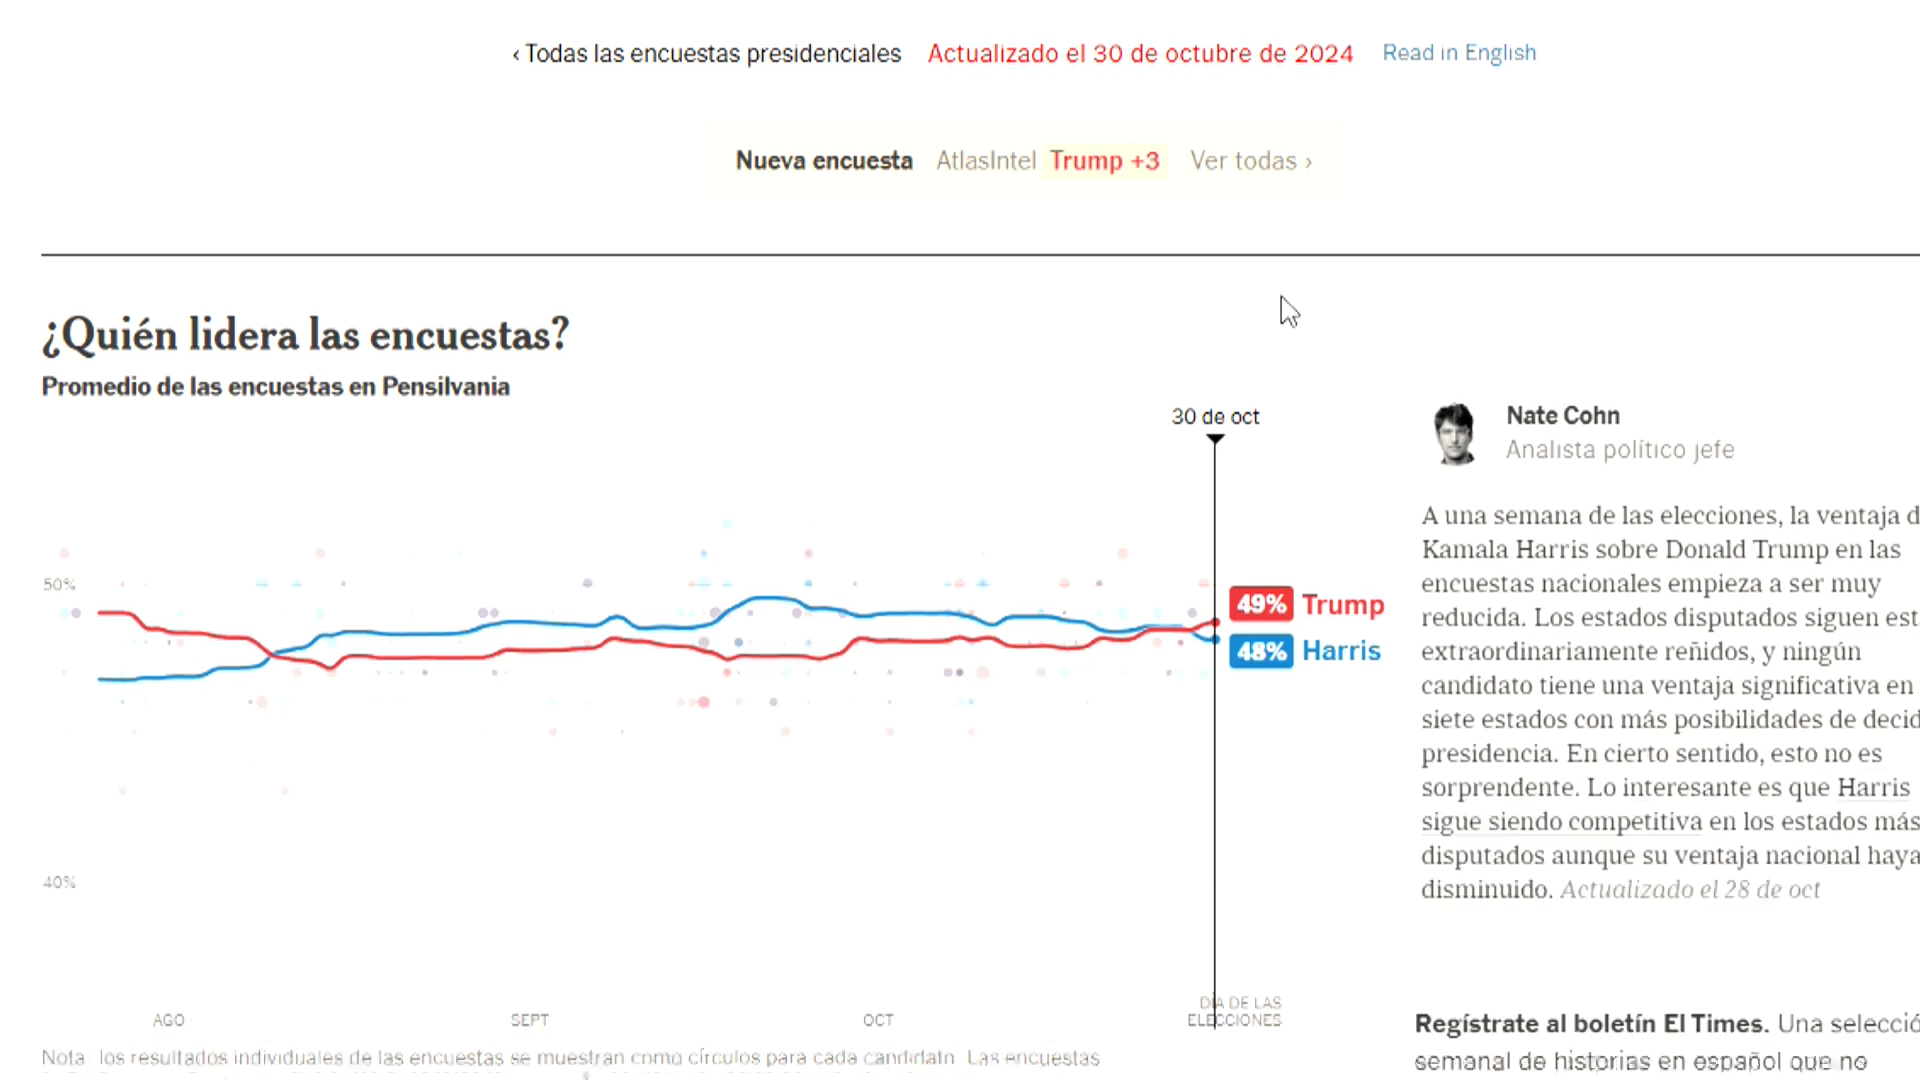 ‹ Todas las encuestas presidenciales Actualizado el 30 de octubre de 2024 Read in English
Nueva encuesta AtlasIntel Trump +3 Ver todas ›
¿Quién lidera las encuestas?
Promedio de las encuestas en Pensilvania
30 de oct
50%
49% Trump
48% Harris
40%
AGO SEPT OCT
DÍA DE LAS
ELECCIONES
Nota: los resultados individuales de las encuestas se muestran como círculos para cada candidato. Las encuestas
Nate Cohn
Analista político jefe
A una semana de las elecciones, la ventaja d
Kamala Harris sobre Donald Trump en las
encuestas nacionales empieza a ser muy
reducida. Los estados disputados siguen est
extraordinariamente reñidos, y ningún
candidato tiene una ventaja significativa en
siete estados con más posibilidades de decid
presidencia. En cierto sentido, esto no es
sorprendente. Lo interesante es que Harris
sigue siendo competitiva en los estados más
disputados aunque su ventaja nacional haya
disminuido. Actualizado el 28 de oct
Regístrate al boletín El Times. Una selecció
semanal de historias en español que no